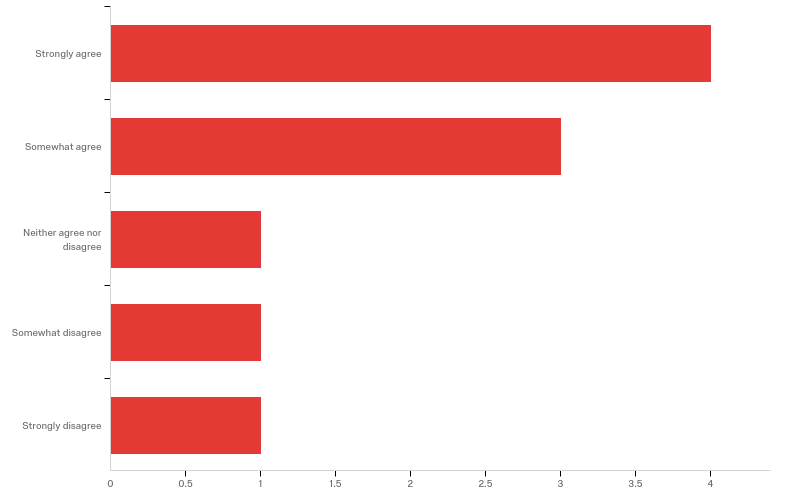 Strongly agree
Somewhat agree
Neither agree nor
disagree
Somewhat disagree
Strongly disagree
0 0.5 1 1.5 2 2.5 3 3.5 4